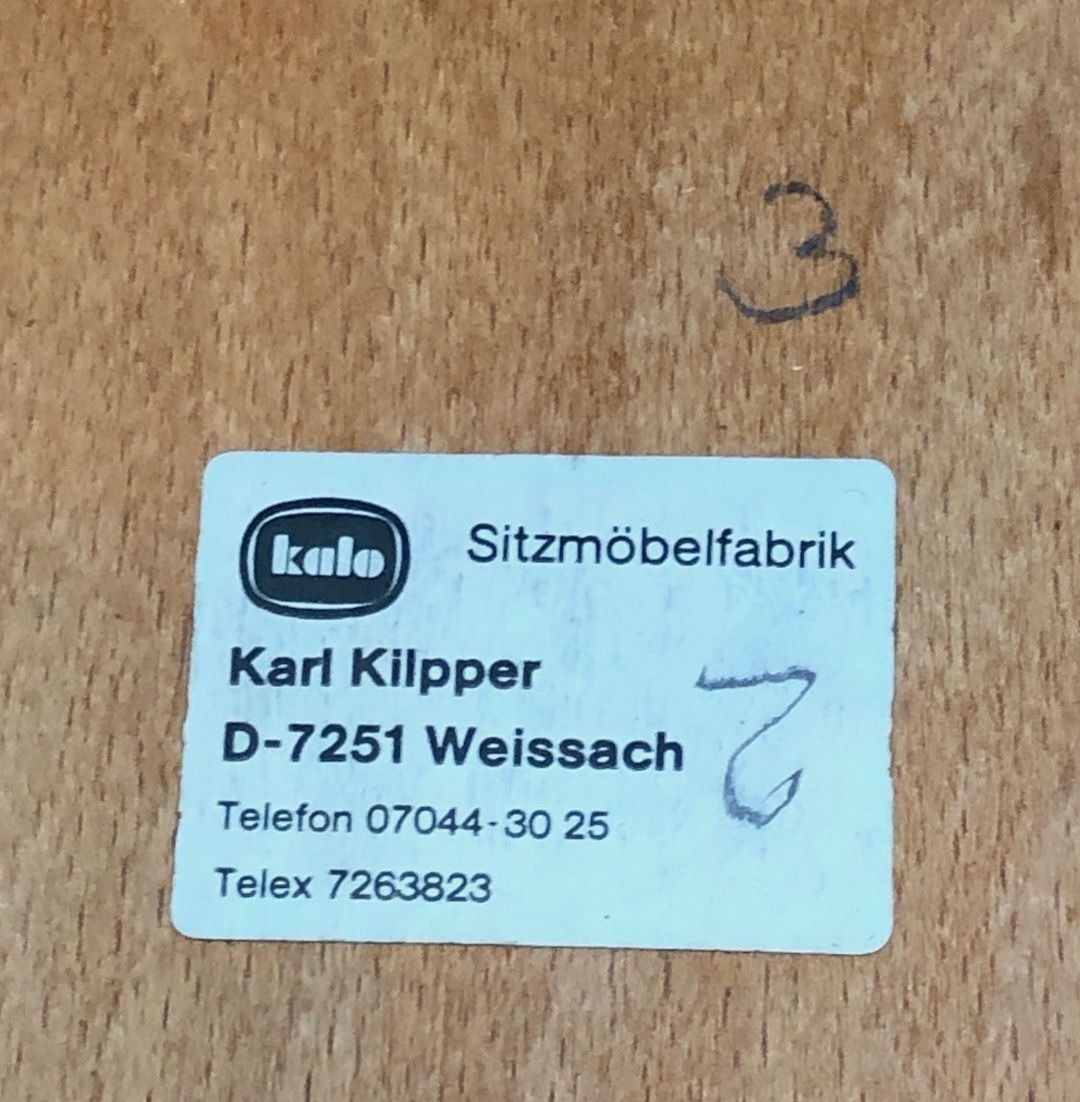 3
kalo Sitzmöbelfabrik
Karl Kilpper
D-7251 Weissach
Telefon 07044-30 25
Telex 7263823